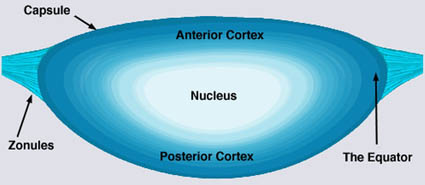 Capsule
Anterior Cortex
Nucleus
Zonules
Posterior Cortex
The Equator